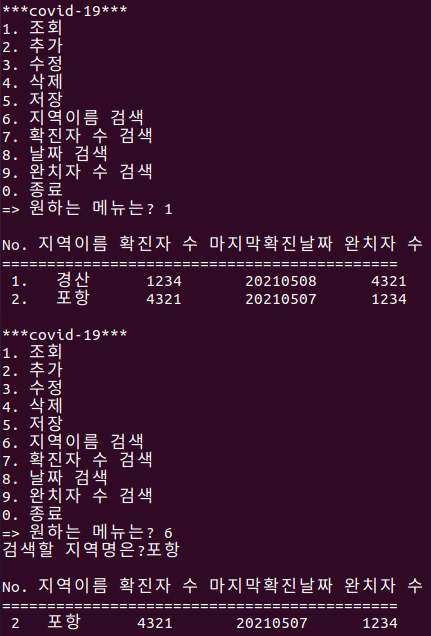 ***covid-19***
1. 조회
2. 추가
3. 수정
4. 삭제
5. 저장
6. 지역이름 검색
7. 확진자 수 검색
8. 날짜 검색
9. 완치자 수 검색
0. 종료
=> 원하는 메뉴는? 1
No. 지역이름 확진자 수 마지막확진날짜 완치자 수
============================================
1. 경산 1234 20210508 4321
2. 포항 4321 20210507 1234
***covid-19***
1. 조회
2. 추가
3. 수정
4. 삭제
5. 저장
6. 지역이름 검색
7. 확진자 수 검색
8. 날짜 검색
9. 완치자 수 검색
0. 종료
=> 원하는 메뉴는? 6
검색할 지역명은?포항
No. 지역이름 확진자 수 마지막확진날짜 완치자 수
============================================
2 포항 4321 20210507 1234